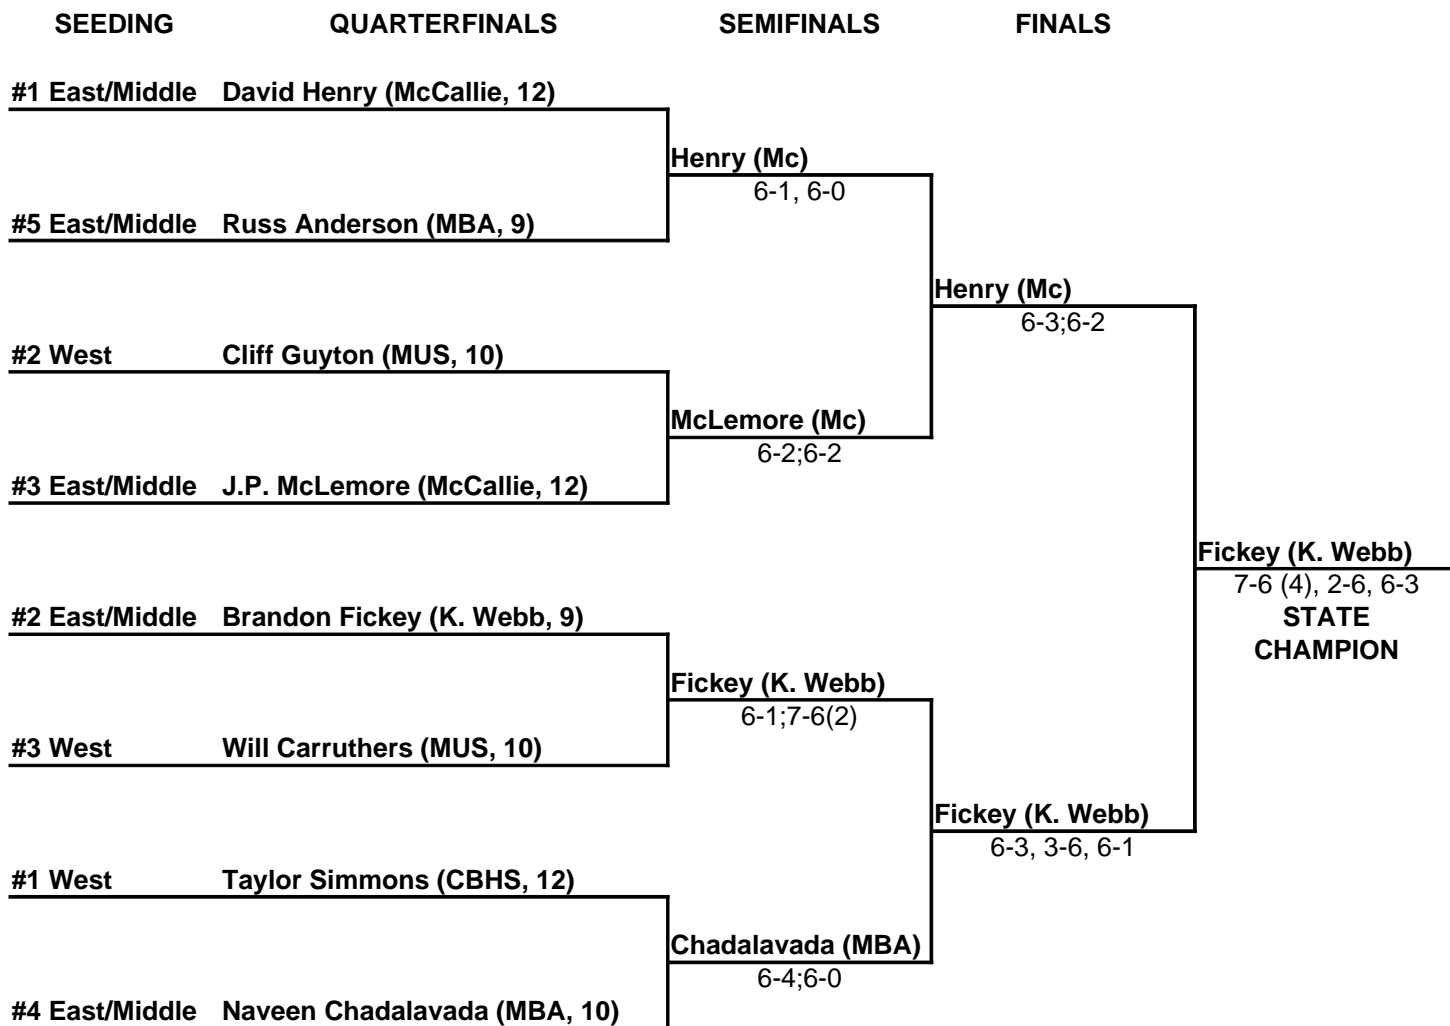 SEEDING QUARTERFINALS SEMIFINALS FINALS
#1 East/Middle David Henry (McCallie, 12)
Henry (Mc)
6-1, 6-0
#5 East/Middle Russ Anderson (MBA, 9)
Henry (Mc)
6-3;6-2
#2 West Cliff Guyton (MUS, 10)
McLemore (Mc)
6-2;6-2
#3 East/Middle J.P. McLemore (McCallie, 12)
Fickey (K. Webb)
7-6 (4), 2-6, 6-3
#2 East/Middle Brandon Fickey (K. Webb, 9)
STATE
CHAMPION
Fickey (K. Webb)
6-1;7-6(2)
#3 West Will Carruthers (MUS, 10)
Fickey (K. Webb)
6-3, 3-6, 6-1
#1 West Taylor Simmons (CBHS, 12)
Chadalavada (MBA)
6-4;6-0
#4 East/Middle Naveen Chadalavada (MBA, 10)